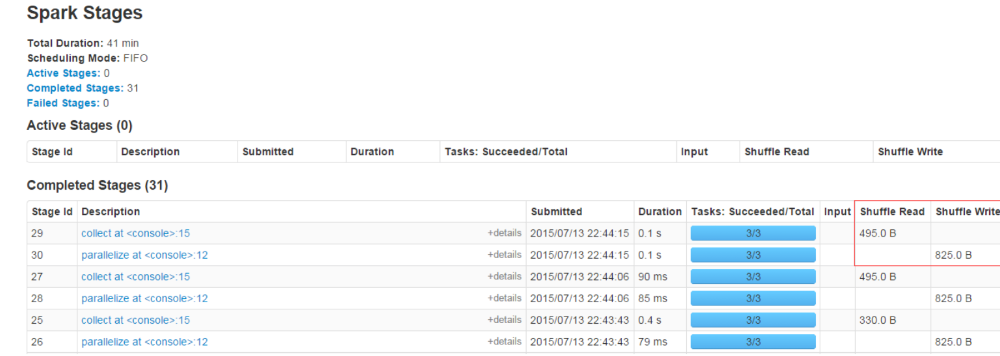 Spark Stages
Total Duration: 41 min
Scheduling Mode: FIFO
Active Stages: 0
Completed Stages: 31
Failed Stages: 0
Active Stages (0)
Stage Id Description Submitted Duration Tasks: Succeeded/Total Input Shuffle Read Shuffle Write
Completed Stages (31)
Stage Id Description Submitted Duration Tasks: Succeeded/Total Input Shuffle Read Shuffle Write
29 collect at <console>:15 +details 2015/07/13 22:44:15 0.1 s 3/3 495.0 B
30 parallelize at <console>:12 +details 2015/07/13 22:44:15 0.1 s 3/3 825.0 B
27 collect at <console>:15 +details 2015/07/13 22:44:06 90 ms 3/3 495.0 B
28 parallelize at <console>:12 +details 2015/07/13 22:44:06 85 ms 3/3 825.0 B
25 collect at <console>:15 +details 2015/07/13 22:43:43 0.4 s 3/3 330.0 B
26 parallelize at <console>:12 +details 2015/07/13 22:43:43 79 ms 3/3 825.0 B